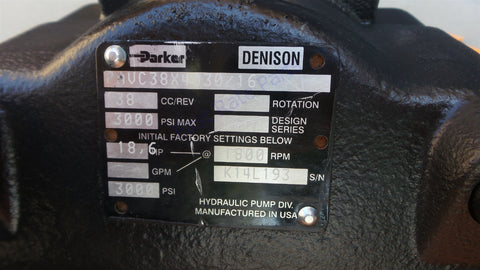 Parker DENISON
30/16
38 CC/REV ROTATION
3000 PSI MAX DESIGN SERIES
INITIAL FACTORY SETTINGS BELOW
18,6 HP @ 1800 RPM
GPM K14L193 S/N
3000 PSI
HYDRAULIC PUMP DIV.
MANUFACTURED IN USA